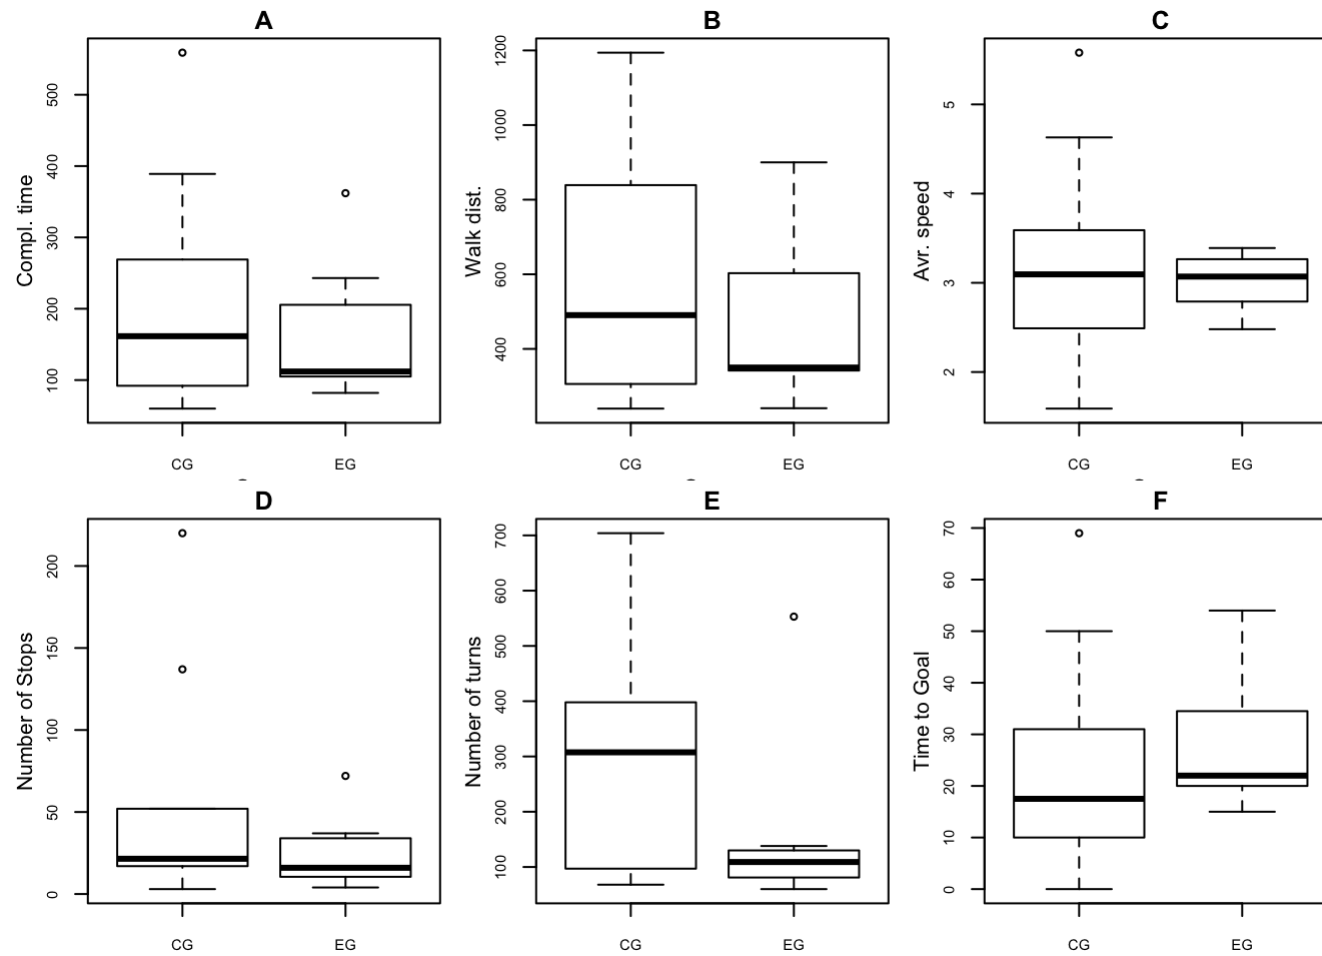 A
Compl. time
500
400
300
200
100
CG EG
B
Walk dist.
1200
1000
800
600
400
CG EG
C
Avr. speed
5
4
3
2
CG EG
D
Number of Stops
200
150
100
50
0
CG EG
E
Number of turns
700
600
500
400
300
200
100
CG EG
F
Time to Goal
70
60
50
40
30
20
10
0
CG EG